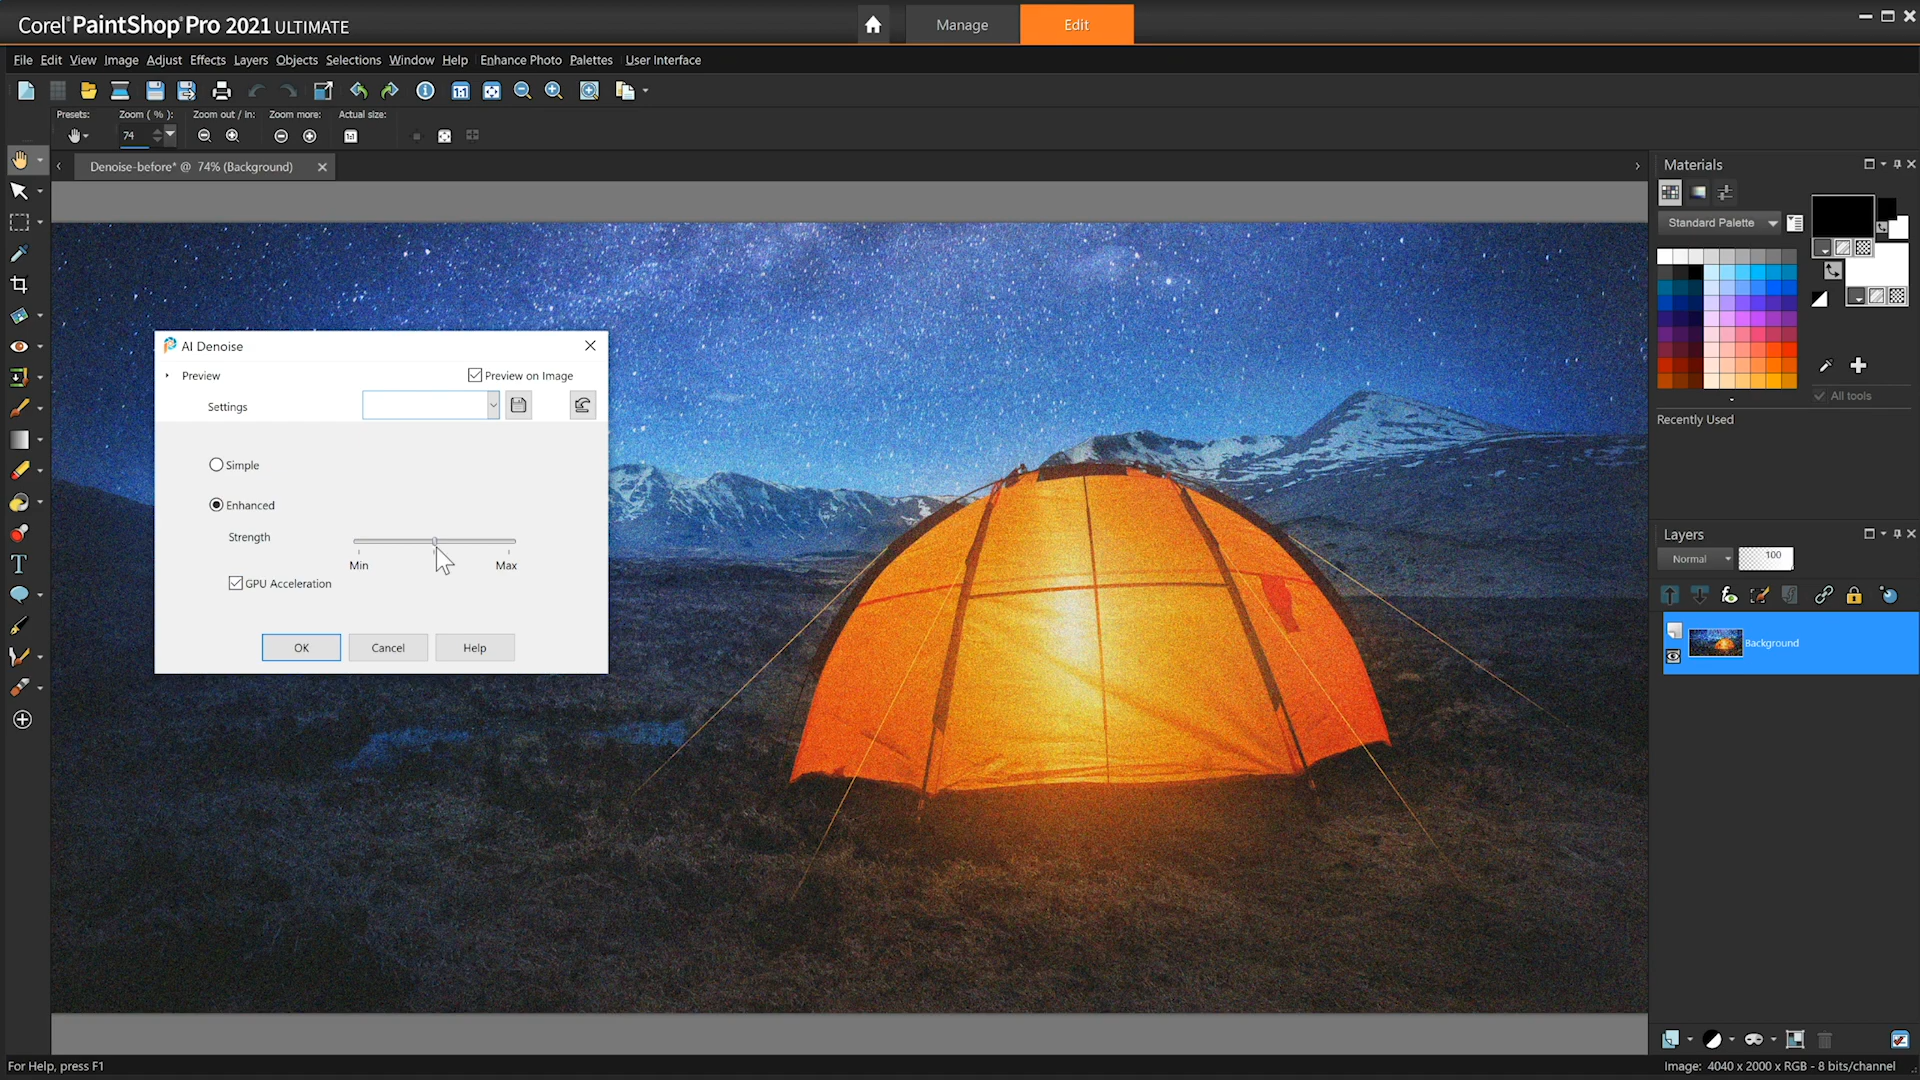 Corel® PaintShop® Pro 2021 ULTIMATE
Manage
Edit
File Edit View Image Adjust Effects Layers Objects Selections Window Help Enhance Photo Palettes User Interface
Presets: Zoom ( % ): Zoom out / In: Zoom more: Actual size:
74
Denoise-before* @ 74% (Background)
AI Denoise
Preview
Preview on Image
Settings
Simple
Enhanced
Strength
Min
Max
GPU Acceleration
OK
Cancel
Help
Materials
Standard Palette
All tools
Recently Used
Layers
Normal
100
Background
For Help, press F1
Image: 4040 x 2000 x RGB - 8 bits/channel